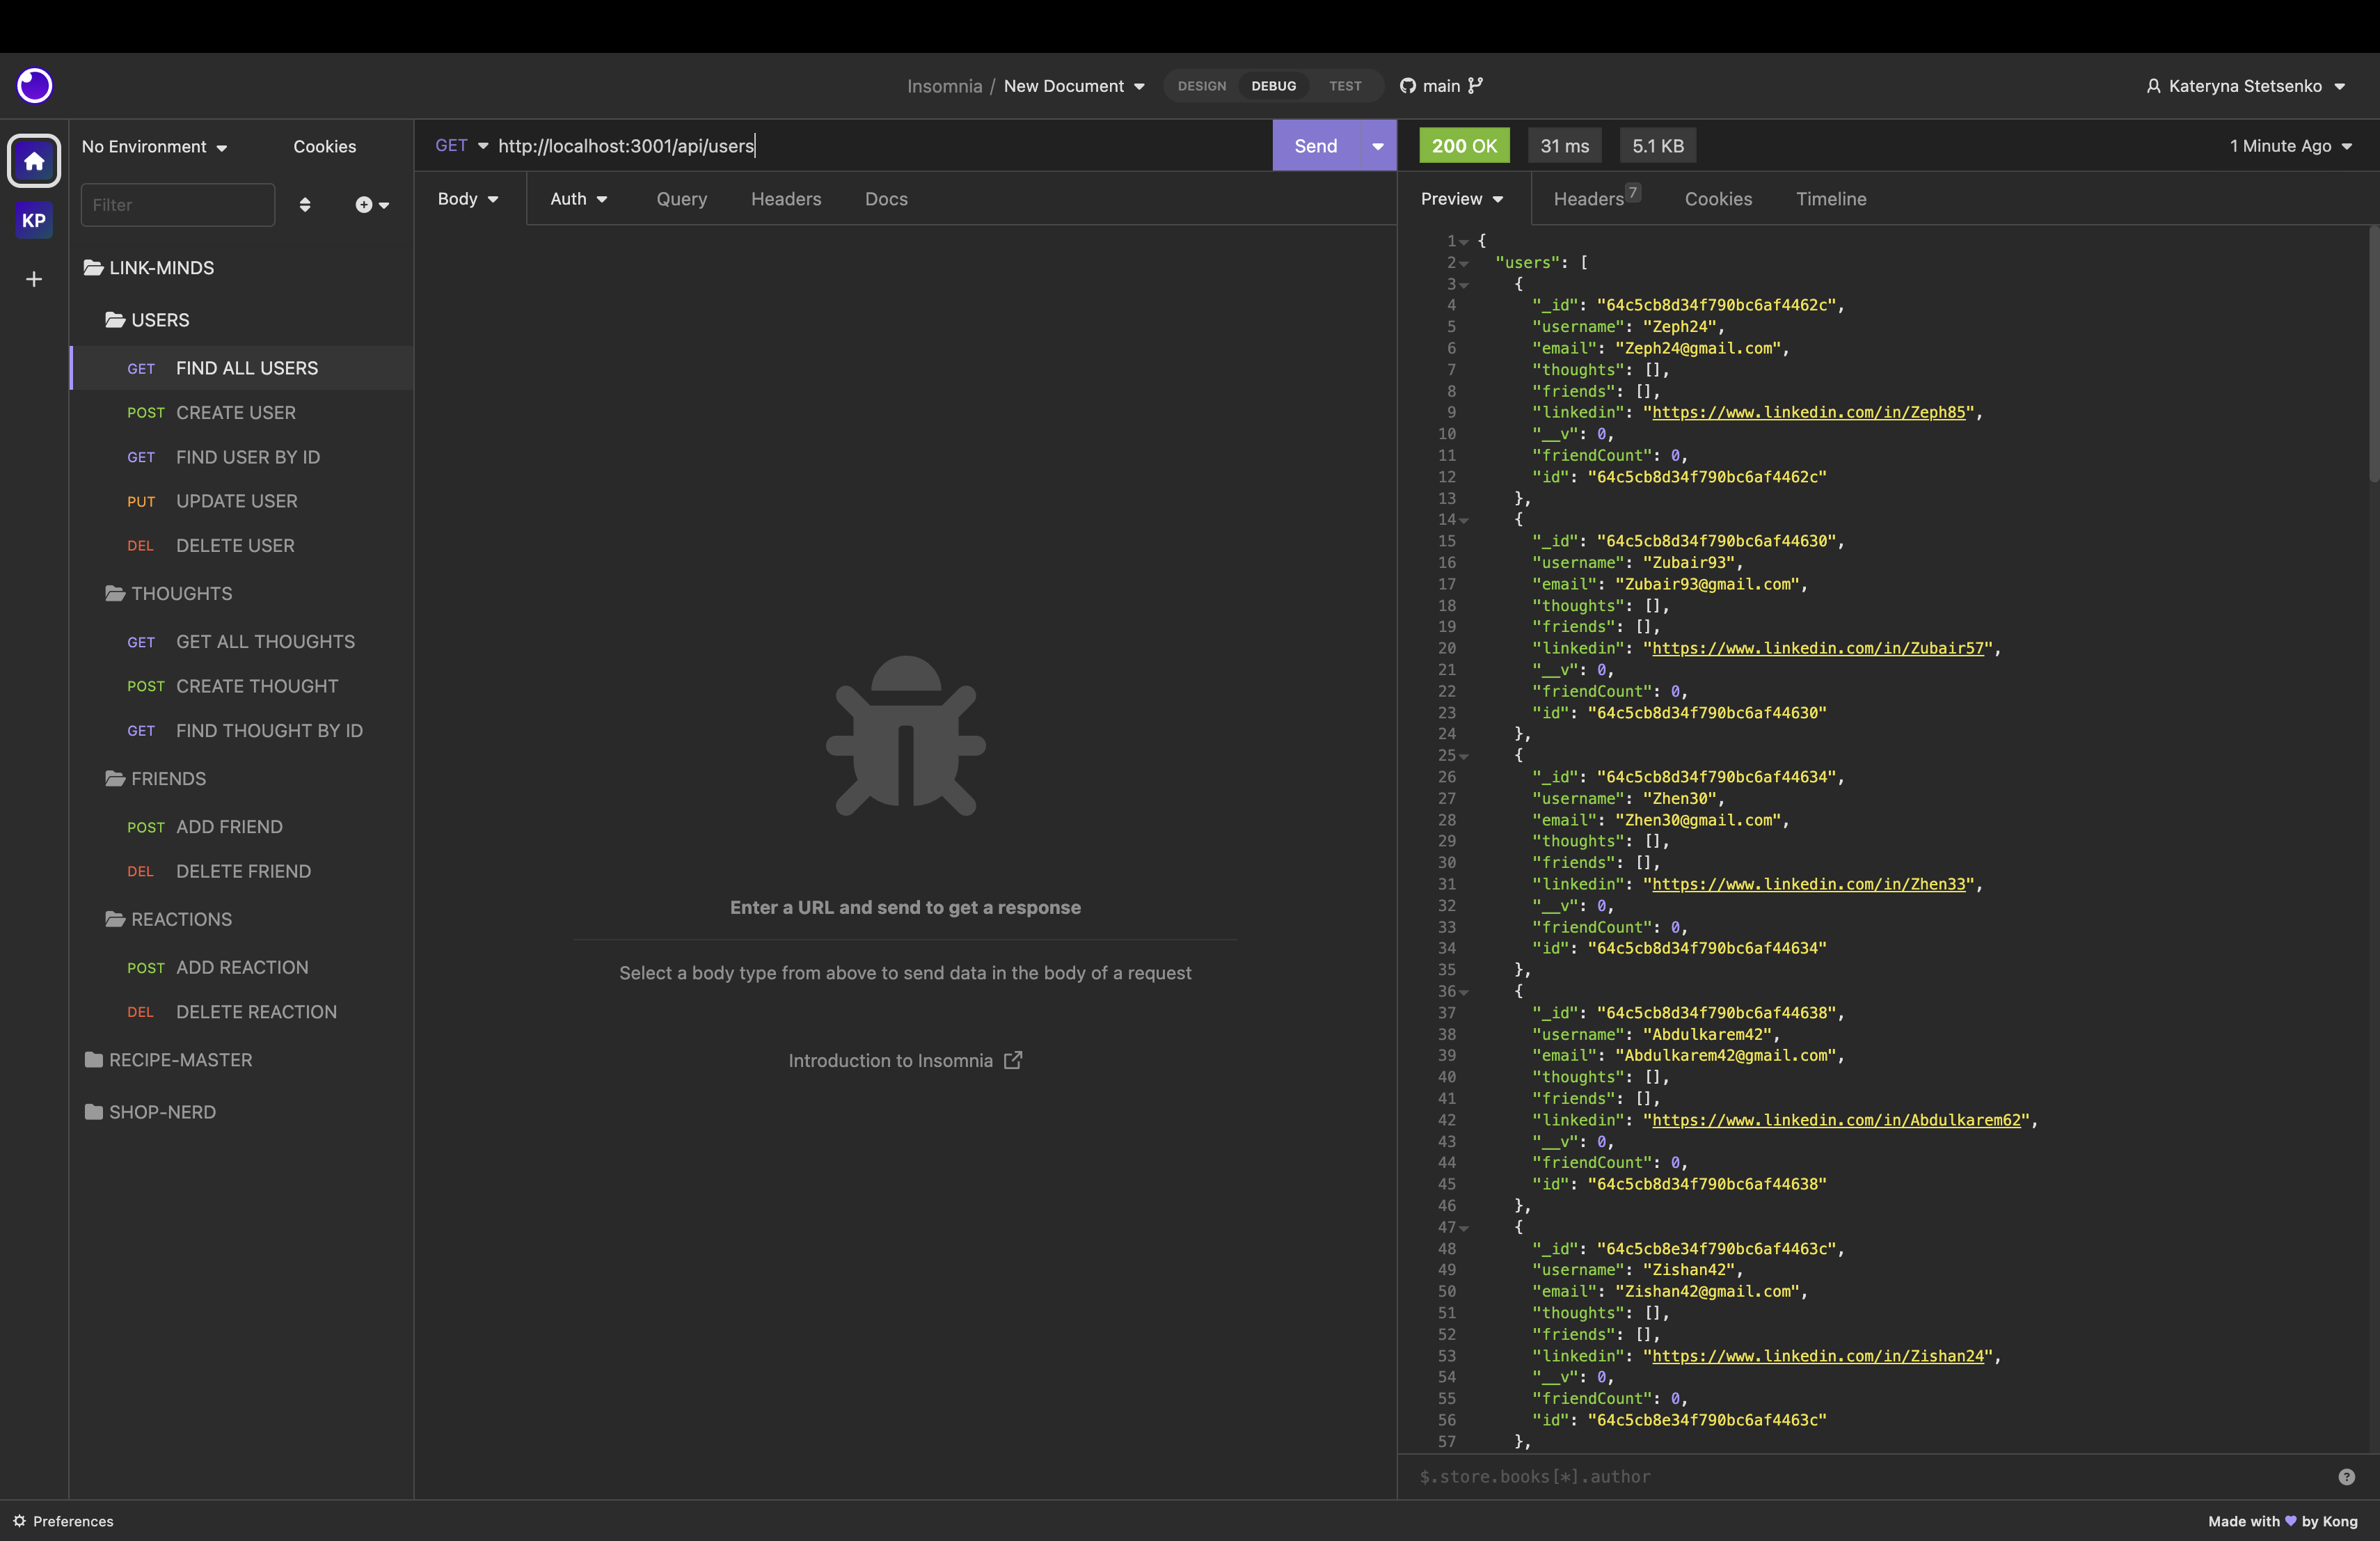 Insomnia / New Document
DESIGN DEBUG TEST
main
Kateryna Stetsenko
KP
No Environment
Cookies
Filter
LINK-MINDS
USERS
GET FIND ALL USERS
POST CREATE USER
GET FIND USER BY ID
PUT UPDATE USER
DEL DELETE USER
THOUGHTS
GET GET ALL THOUGHTS
POST CREATE THOUGHT
GET FIND THOUGHT BY ID
FRIENDS
POST ADD FRIEND
DEL DELETE FRIEND
REACTIONS
POST ADD REACTION
DEL DELETE REACTION
RECIPE-MASTER
SHOP-NERD
GET http://localhost:3001/api/users
Send
Body Auth Query Headers Docs
Enter a URL and send to get a response
Select a body type from above to send data in the body of a request
Introduction to Insomnia
200 OK 31 ms 5.1 KB
1 Minute Ago
Preview Headers 7 Cookies Timeline
1 {
2 "users": [
3 {
4 "_id": "64c5cb8d34f790bc6af4462c",
5 "username": "Zeph24",
6 "email": "Zeph24@gmail.com",
7 "thoughts": [],
8 "friends": [],
9 "linkedin": "https://www.linkedin.com/in/Zeph85",
10 "__v": 0,
11 "friendCount": 0,
12 "id": "64c5cb8d34f790bc6af4462c"
13 },
14 {
15 "_id": "64c5cb8d34f790bc6af44630",
16 "username": "Zubair93",
17 "email": "Zubair93@gmail.com",
18 "thoughts": [],
19 "friends": [],
20 "linkedin": "https://www.linkedin.com/in/Zubair57",
21 "__v": 0,
22 "friendCount": 0,
23 "id": "64c5cb8d34f790bc6af44630"
24 },
25 {
26 "_id": "64c5cb8d34f790bc6af44634",
27 "username": "Zhen30",
28 "email": "Zhen30@gmail.com",
29 "thoughts": [],
30 "friends": [],
31 "linkedin": "https://www.linkedin.com/in/Zhen33",
32 "__v": 0,
33 "friendCount": 0,
34 "id": "64c5cb8d34f790bc6af44634"
35 },
36 {
37 "_id": "64c5cb8d34f790bc6af44638",
38 "username": "Abdulkarem42",
39 "email": "Abdulkarem42@gmail.com",
40 "thoughts": [],
41 "friends": [],
42 "linkedin": "https://www.linkedin.com/in/Abdulkarem62",
43 "__v": 0,
44 "friendCount": 0,
45 "id": "64c5cb8d34f790bc6af44638"
46 },
47 {
48 "_id": "64c5cb8e34f790bc6af4463c",
49 "username": "Zishan42",
50 "email": "Zishan42@gmail.com",
51 "thoughts": [],
52 "friends": [],
53 "linkedin": "https://www.linkedin.com/in/Zishan24",
54 "__v": 0,
55 "friendCount": 0,
56 "id": "64c5cb8e34f790bc6af4463c"
57 },
$.store.books[*].author
Preferences
Made with ♥ by Kong